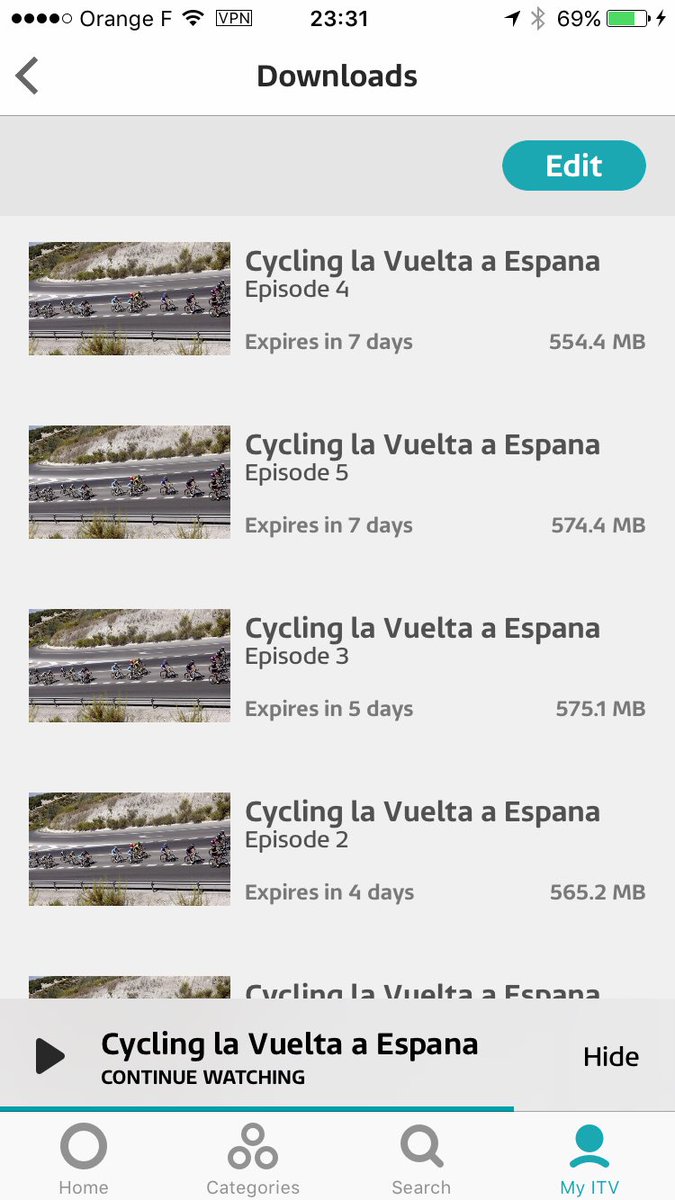 Orange F VPN 23:31 69%
Downloads
Edit
Cycling la Vuelta a Espana
Episode 4
Expires in 7 days 554.4 MB
Cycling la Vuelta a Espana
Episode 5
Expires in 7 days 574.4 MB
Cycling la Vuelta a Espana
Episode 3
Expires in 5 days 575.1 MB
Cycling la Vuelta a Espana
Episode 2
Expires in 4 days 565.2 MB
Cycling la Vuelta a Espana
Cycling la Vuelta a Espana
CONTINUE WATCHING
Hide
Home Categories Search My ITV